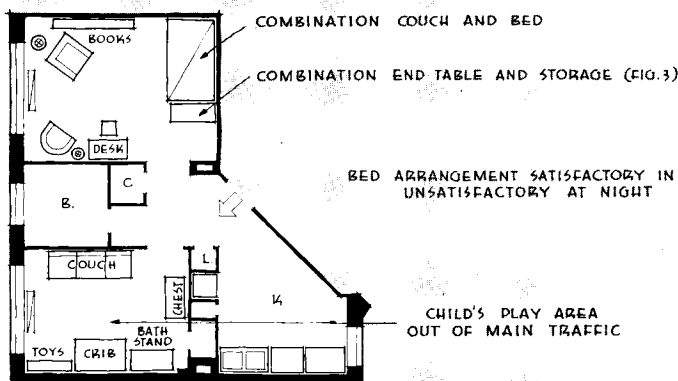 COMBINATION COUCH AND BED
BOOKS
COMBINATION END TABLE AND STORAGE (FIG.3)
DESK
C.
BED ARRANGEMENT SATISFACTORY IN
UNSATISFACTORY AT NIGHT
B.
L.
COUCH
CHEST
K
CHILD'S PLAY AREA
OUT OF MAIN TRAFFIC
BATH
STAND
TOYS
CRIB